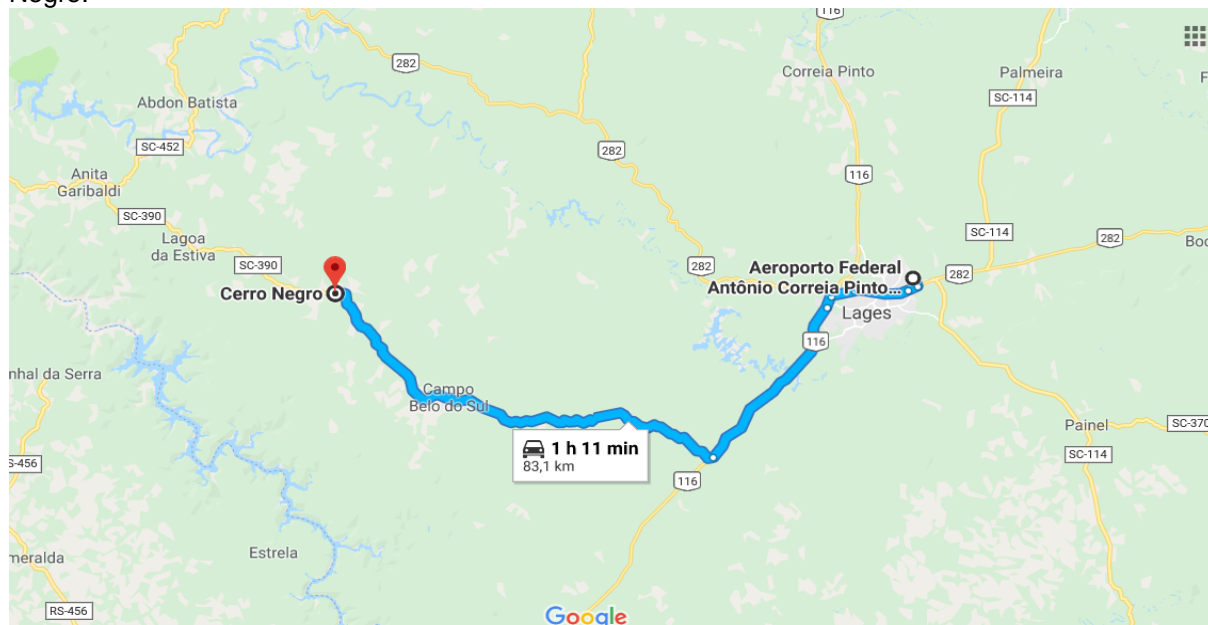 Negro.
116
282
Correia Pinto
Palmeira
F
SC-114
Abdon Batista
SC-452
282
116
Anita
Garibaldi
SC-390
SC-114
282
Boc
Lagoa
da Estiva
SC-390
282
Aeroporto Federal
Antônio Correia Pinto...
282
Cerro Negro
Lages
116
nhal da Serra
Campo
Belo do Sul
1 h 11 min
83,1 km
Painel
SC-370
SC-114
S-456
116
Estrela
meralda
RS-456
Google